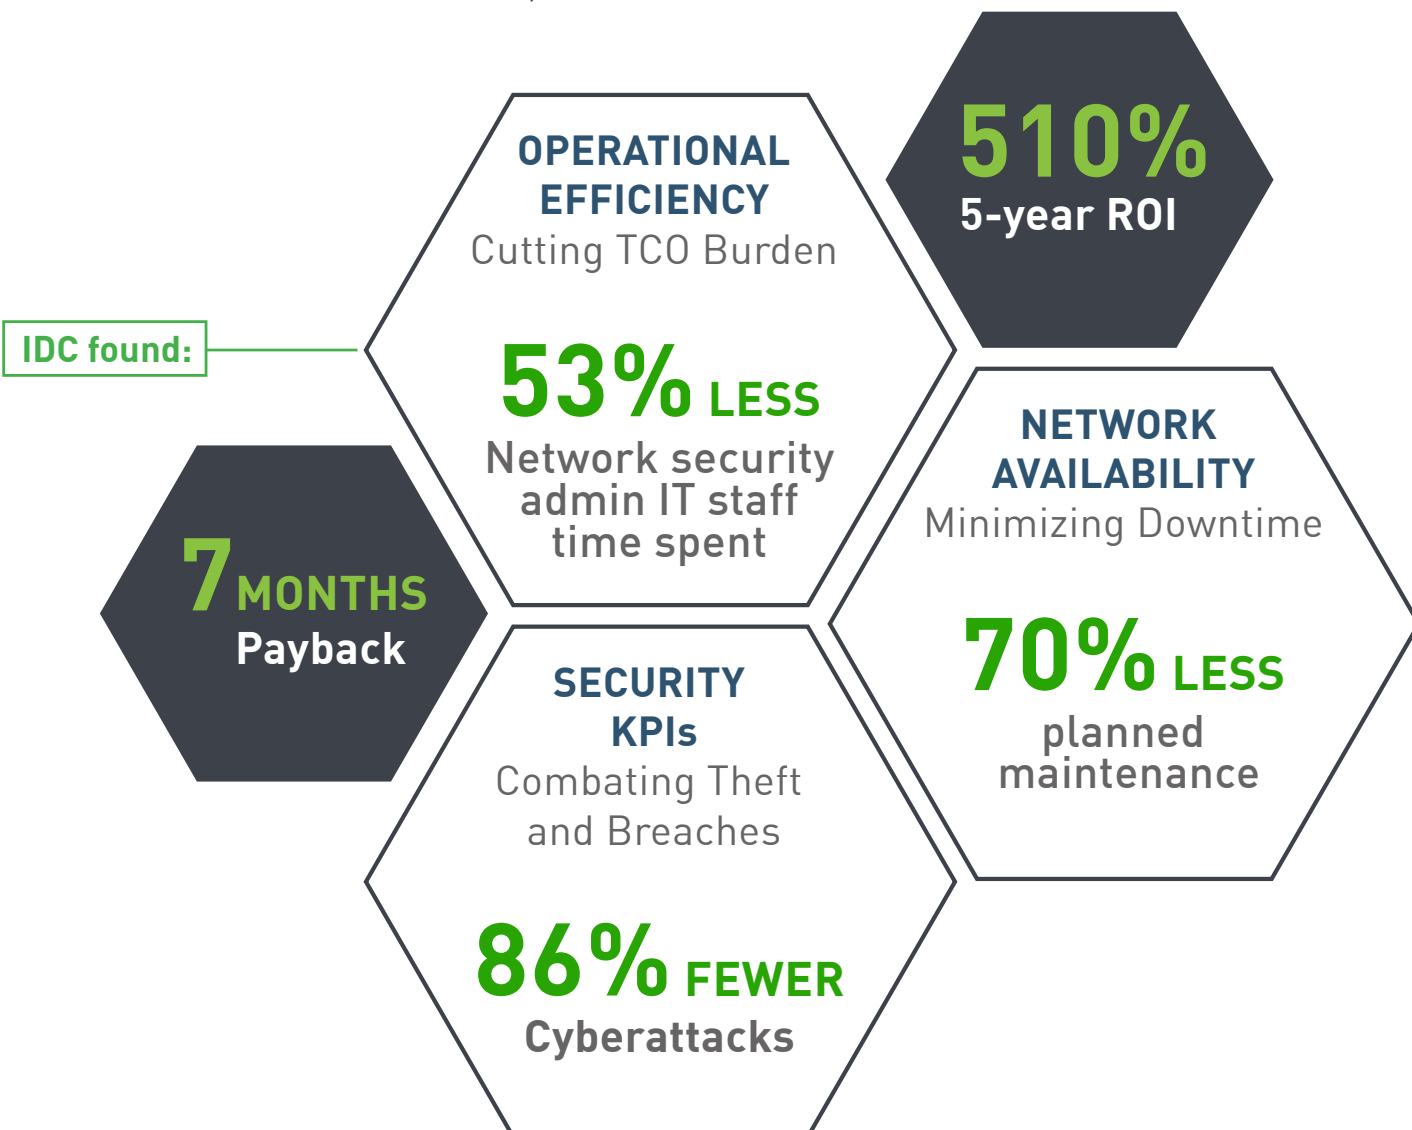 510%
5-year ROI
OPERATIONAL
EFFICIENCY
Cutting TCO Burden
IDC found:
53% LESS
Network security
admin IT staff
time spent
NETWORK
AVAILABILITY
Minimizing Downtime
70% LESS
planned
maintenance
7 MONTHS
Payback
SECURITY
KPIs
Combating Theft
and Breaches
86% FEWER
Cyberattacks